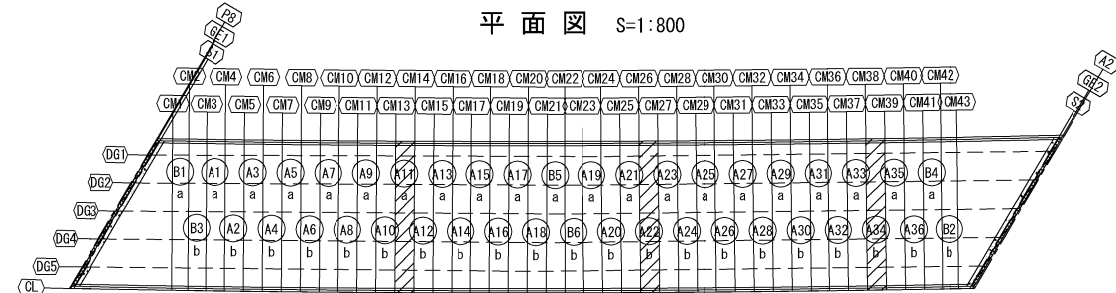 平面図 S=1:800
P8
GE1
S1
A2
GE2
CM2 CM4 CM6 CM8 CM10 CM12 CM14 CM16 CM18 CM20 CM22 CM24 CM26 CM28 CM30 CM32 CM34 CM36 CM38 CM40 CM42
CM1 CM3 CM5 CM7 CM9 CM11 CM13 CM15 CM17 CM19 CM21 CM23 CM25 CM27 CM29 CM31 CM33 CM35 CM37 CM39 CM41 CM43
DG1
B1 A1 A3 A5 A7 A9 A11 A13 A15 A17 B5 A19 A21 A23 A25 A27 A29 A31 A33 A35 B4
DG2
a a a a a a a a a a a a a a a a a a a a a
DG3
B3 A2 A4 A6 A8 A10 A12 A14 A16 A18 B6 A20 A22 A24 A26 A28 A30 A32 A34 A36 B2
DG4
b b b b b b b b b b b b b b b b b b b b b
DG5
CL